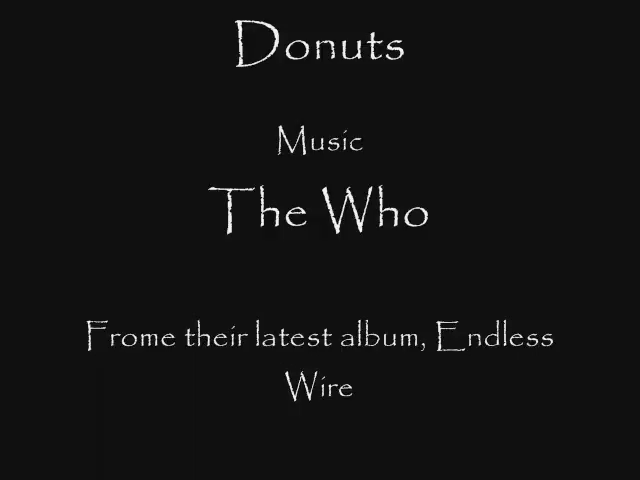 Donuts
Music
The Who
Frome their latest album, Endless
Wire